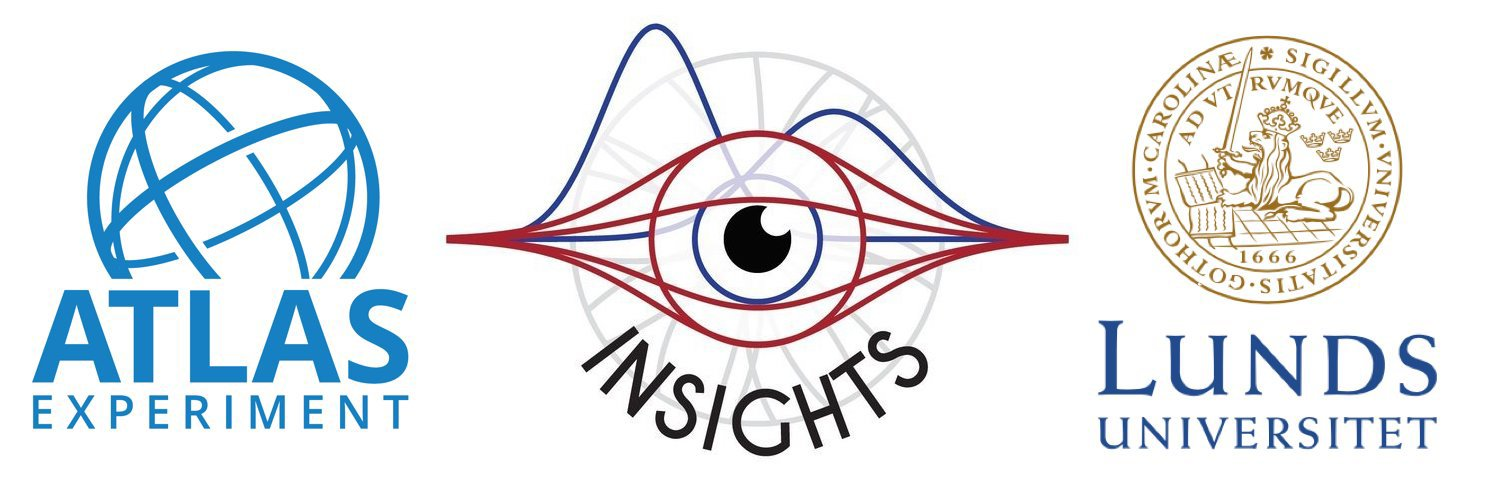 ATLAS
EXPERIMENT
INSIGHTS
SIGILLVM·VNIVERSITATIS·GOTHORVM·CAROLINÆ
AD VTRVMQVE
1666
LUNDS
UNIVERSITET